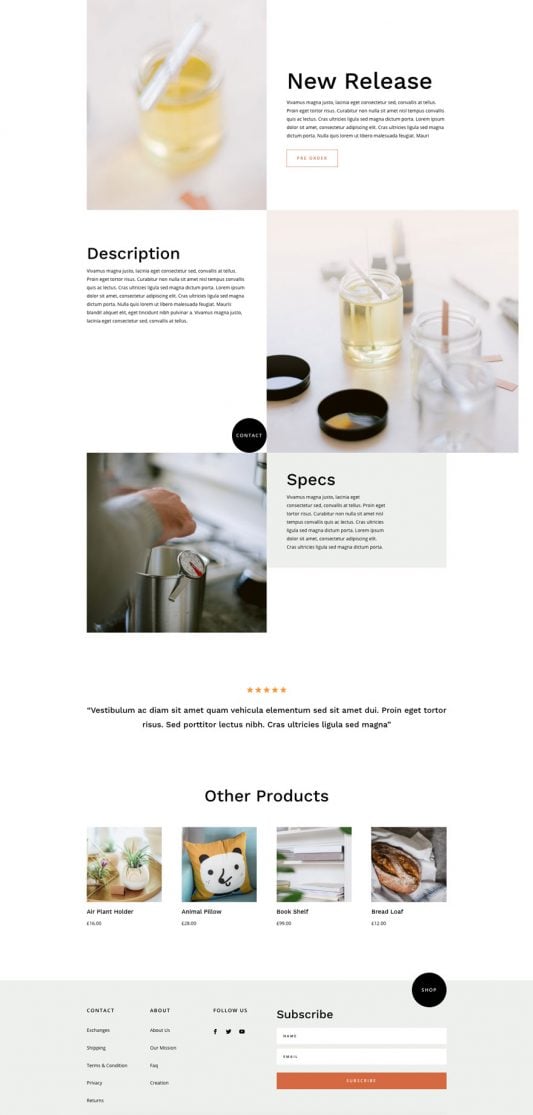 New Release
Vivamus magna justo, lacinia eget consectetur sed, convallis at tellus.
Proin eget tortor risus. Curabitur non nulla sit amet nisl tempus convallis
quis ac lectus. Cras ultricies ligula sed magna dictum porta. Lorem ipsum
dolor sit amet, consectetur adipiscing elit. Cras ultricies ligula sed magna
dictum porta. Nulla quis lorem ut libero malesuada feugiat. Mauri
PRE ORDER
Description
Vivamus magna justo, lacinia eget consectetur sed, convallis at tellus.
Proin eget tortor risus. Curabitur non nulla sit amet nisl tempus convallis
quis ac lectus. Cras ultricies ligula sed magna dictum porta. Lorem ipsum
dolor sit amet, consectetur adipiscing elit. Cras ultricies ligula sed magna
dictum porta. Nulla quis lorem ut libero malesuada feugiat. Mauris
blandit aliquet elit, eget tincidunt nibh pulvinar a. Vivamus magna justo,
lacinia eget consectetur sed, convallis at tellus.
CONTACT
Specs
Vivamus magna justo, lacinia eget
consectetur sed, convallis at tellus. Proin eget
tortor risus. Curabitur non nulla sit amet nisl
tempus convallis quis ac lectus. Cras ultricies
ligula sed magna dictum porta. Lorem ipsum
dolor sit amet, consectetur adipiscing elit.
Cras ultricies ligula sed magna dictum porta.
“Vestibulum ac diam sit amet quam vehicula elementum sed sit amet dui. Proin eget tortor
risus. Sed porttitor lectus nibh. Cras ultricies ligula sed magna”
Other Products
Air Plant Holder
£16.00
Animal Pillow
£28.00
Book Shelf
£99.00
Bread Loaf
£12.00
SHOP
CONTACT
Exchanges
Shipping
Terms & Condition
Privacy
Returns
ABOUT
About Us
Our Mission
Faq
Creation
FOLLOW US
Subscribe
NAME
EMAIL
SUBSCRIBE